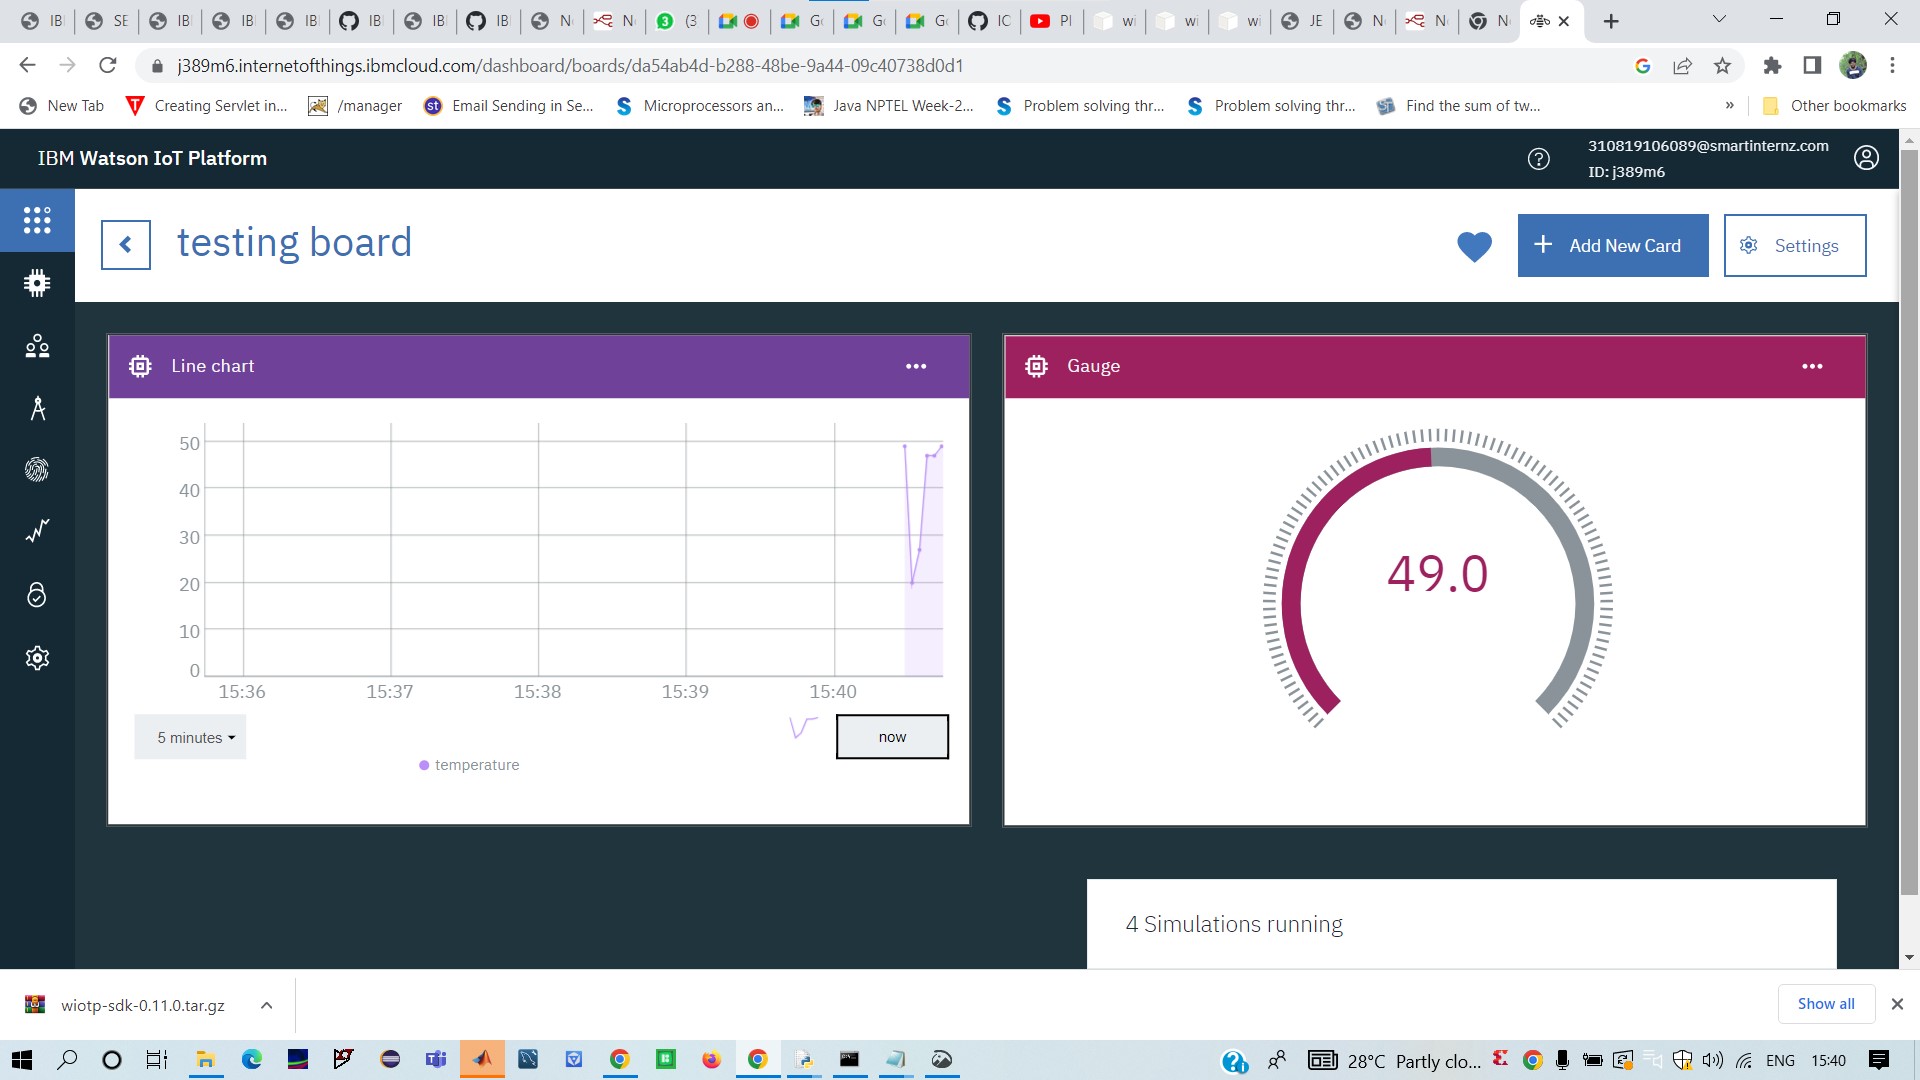 IB
SE
IB
IB
IB
IB
IB
IB
N
N
3 (3
G
G
G
IC
Pl
wi
wi
wi
JE
N
N
N
j389m6.internetofthings.ibmcloud.com/dashboard/boards/da54ab4d-b288-48be-9a44-09c40738d0d1
New Tab
Creating Servlet in...
/manager
st Email Sending in Se...
Microprocessors an...
Java NPTEL Week-2...
Problem solving thr...
Problem solving thr...
Find the sum of tw...
»
Other bookmarks
IBM Watson IoT Platform
310819106089@smartinternz.com
ID: j389m6
testing board
+ Add New Card
Settings
Line chart
Gauge
50
40
30
20
10
0
15:36 15:37 15:38 15:39 15:40
5 minutes
now
temperature
49.0
4 Simulations running
wiotp-sdk-0.11.0.tar.gz
Show all
28°C Partly clo...
ENG
15:40